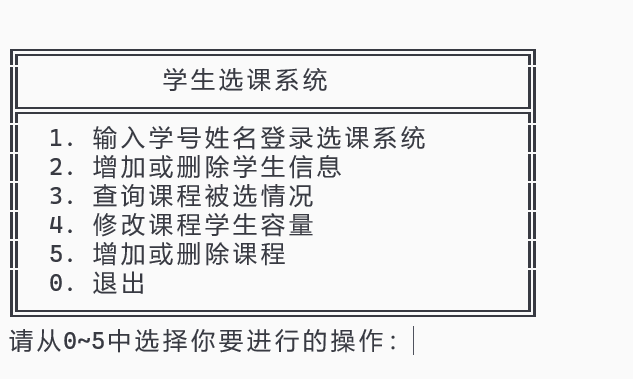 学生选课系统
1. 输入学号姓名登录选课系统
2. 增加或删除学生信息
3. 查询课程被选情况
4. 修改课程学生容量
5. 增加或删除课程
0. 退出
请从0~5中选择你要进行的操作：